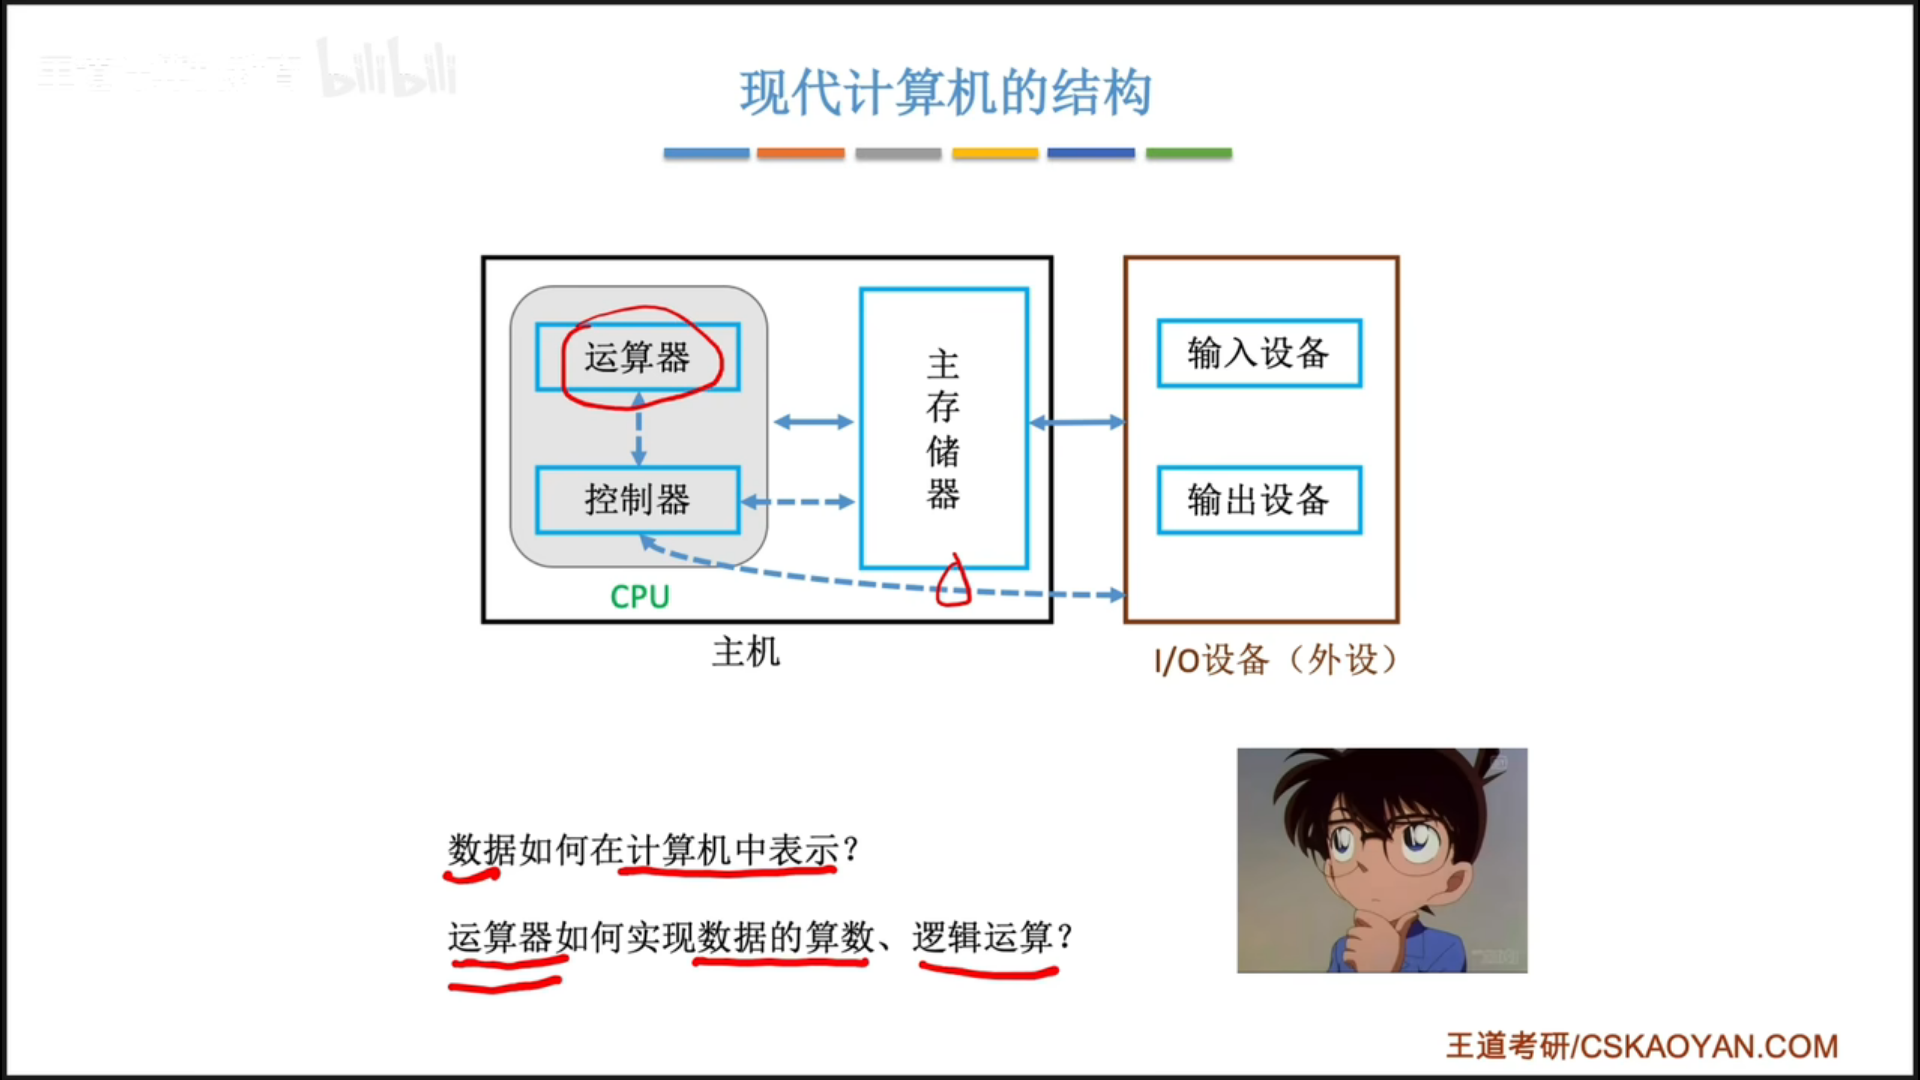 bilibili
现代计算机的结构
运算器
控制器
CPU
主存储器
主机
输入设备
输出设备
I/O设备（外设）
数据如何在计算机中表示？
运算器如何实现数据的算数、逻辑运算？
王道考研/CSKAOYAN.COM